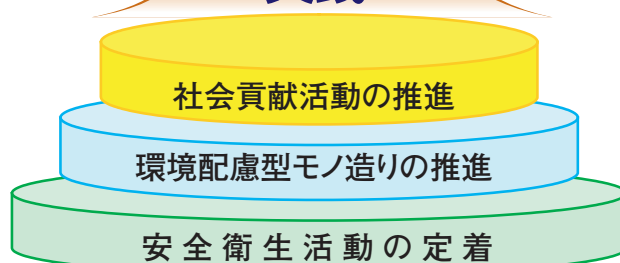 社会貢献活動の推進
環境配慮型モノ造りの推進
安全衛生活動の定着